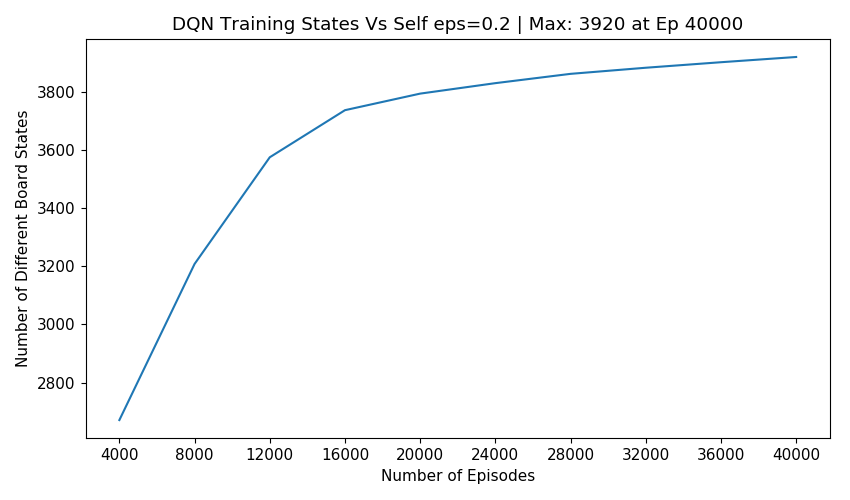 DQN Training States Vs Self eps=0.2 | Max: 3920 at Ep 40000
Number of Different Board States
3800
3600
3400
3200
3000
2800
4000 8000 12000 16000 20000 24000 28000 32000 36000 40000
Number of Episodes